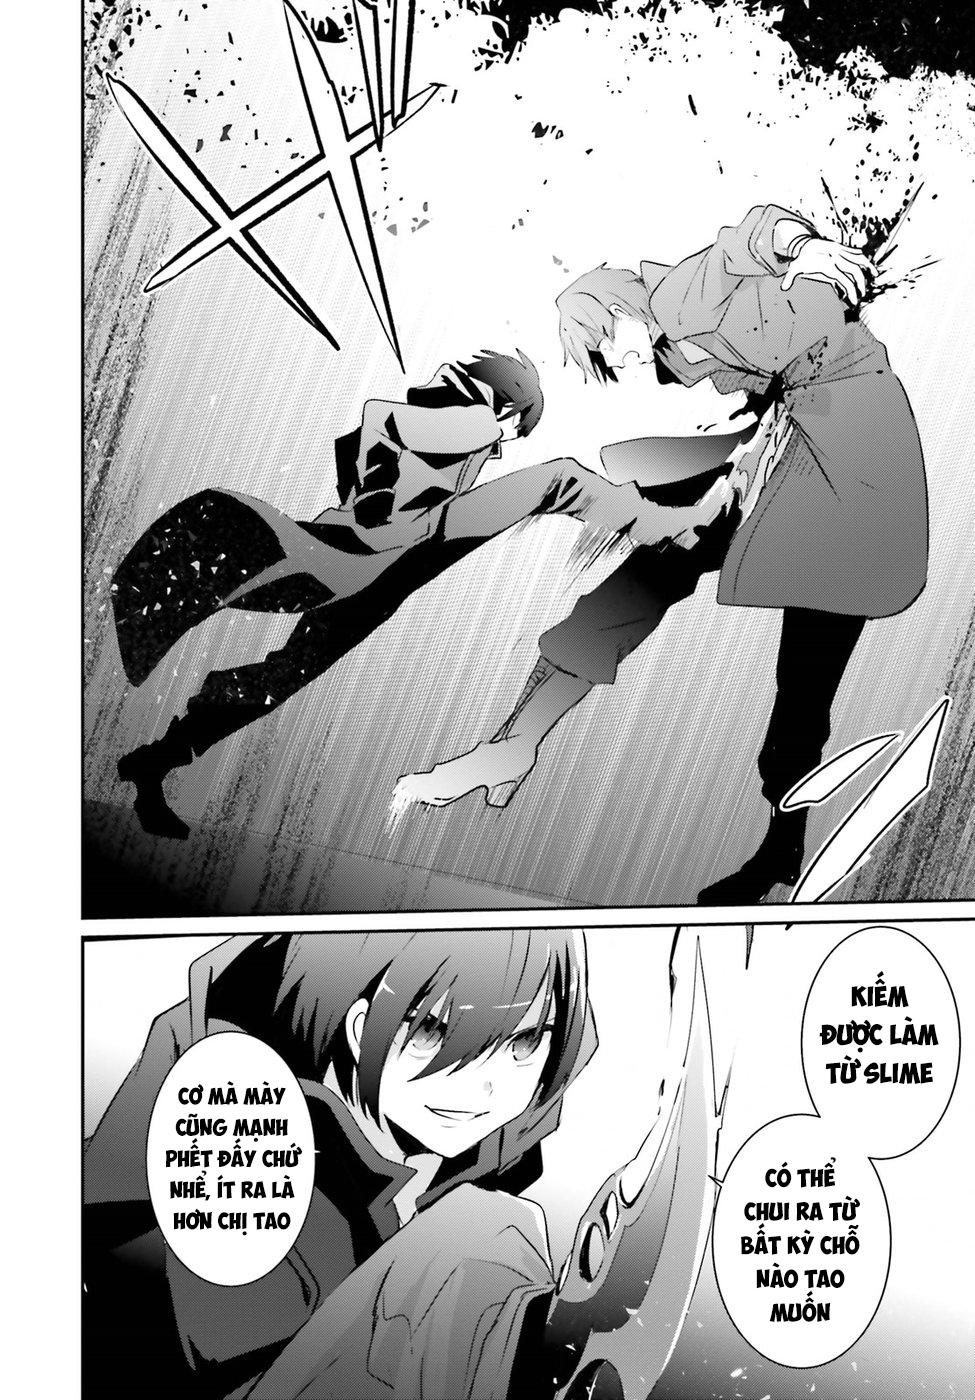 KIẾM
ĐƯỢC LÀM
TỪ SLIME
CÓ THỂ
CHUI RA TỪ
BẤT KỲ CHỖ
NÀO TAO
MUỐN
CƠ MÀ MÀY
CŨNG MẠNH
PHẾT ĐẤY CHỨ
NHỂ, ÍT RA LÀ
HƠN CHỊ TAO